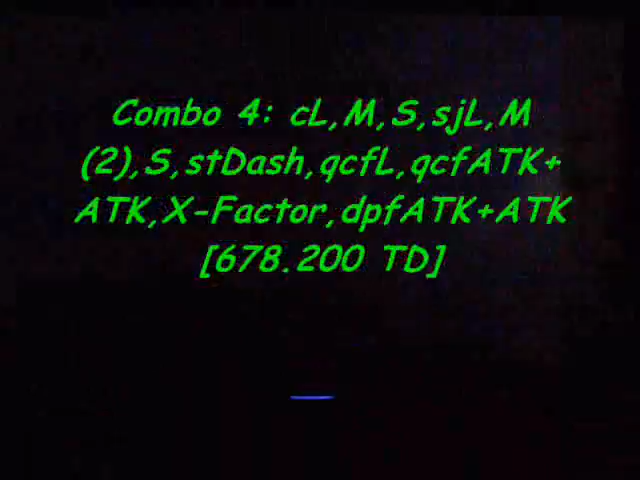 Combo 4: cL,M,S,sjL,M
(2),S,stDash,qcfL,qcfATK+
ATK,X-Factor,dpfATK+ATK
[678.200 TD]